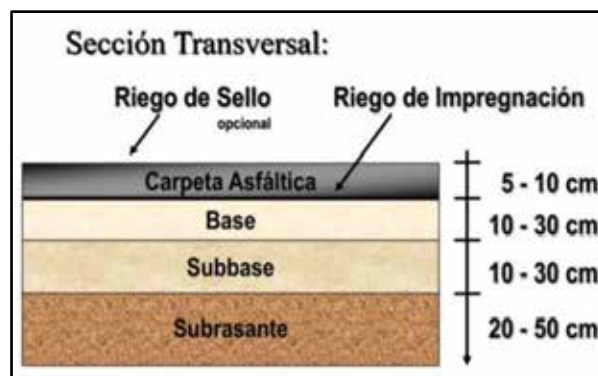 Sección Transversal:
Riego de Sello
opcional
Riego de Impregnación
Carpeta Asfáltica
5 - 10 cm
Base
10 - 30 cm
Subbase
10 - 30 cm
Subrasante
20 - 50 cm